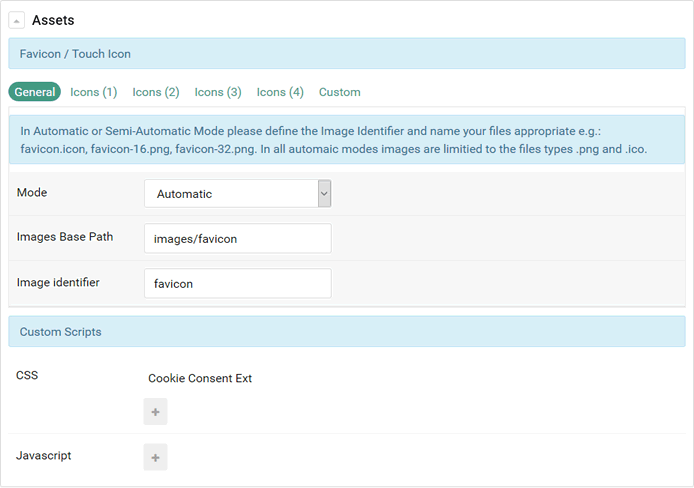 Assets
Favicon / Touch Icon
General Icons (1) Icons (2) Icons (3) Icons (4) Custom
In Automatic or Semi-Automatic Mode please define the Image Identifier and name your files appropriate e.g.:
favicon.icon, favicon-16.png, favicon-32.png. In all automaic modes images are limitied to the files types .png and .ico.
Mode Automatic
Images Base Path images/favicon
Image identifier favicon
Custom Scripts
CSS Cookie Consent Ext
+
Javascript +